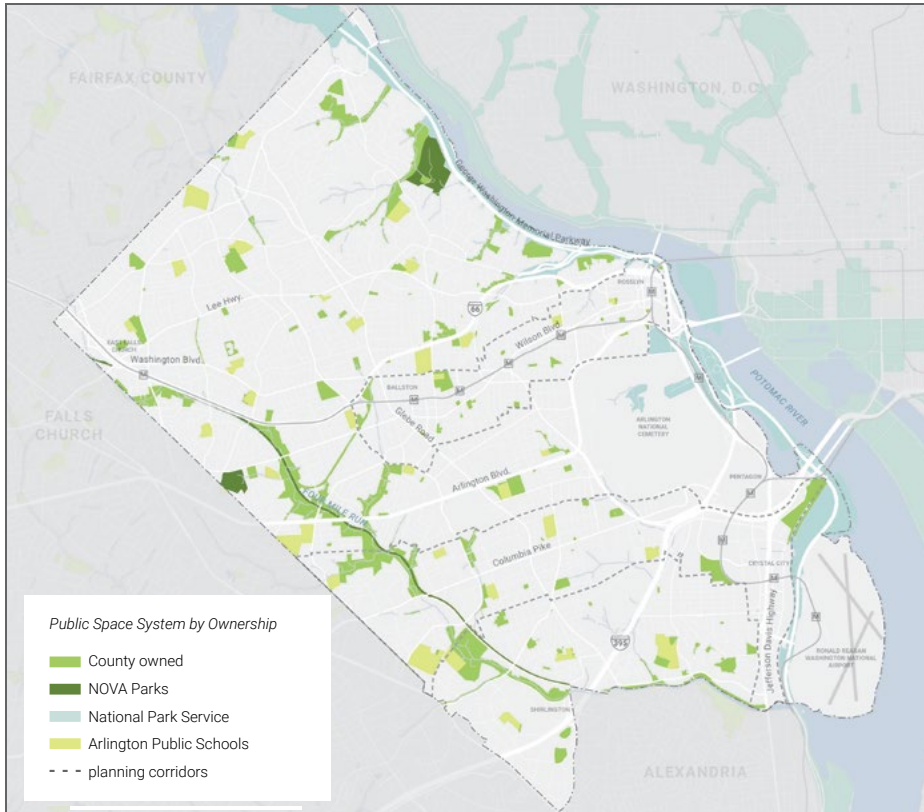 FAIRFAX COUNTY
WASHINGTON, D.C.
George Washington Memorial Parkway
ROSSLYN
Lee Hwy.
66
Wilson Blvd.
EAST FALLS
CHURCH
Washington Blvd.
M
M
M
M
M
M
M
BALLSTON
Glebe Road
POTOMAC RIVER
FALLS
CHURCH
ARLINGTON
NATIONAL
CEMETERY
Arlington Blvd.
PENTAGON
M
FOUR MILE RUN
Columbia Pike
M
CRYSTAL CITY
M
M
Jefferson Davis Highway
395
RONALD REAGAN
WASHINGTON NATIONAL
AIRPORT
SHIRLINGTON
ALEXANDRIA
Public Space System by Ownership
County owned
NOVA Parks
National Park Service
Arlington Public Schools
planning corridors